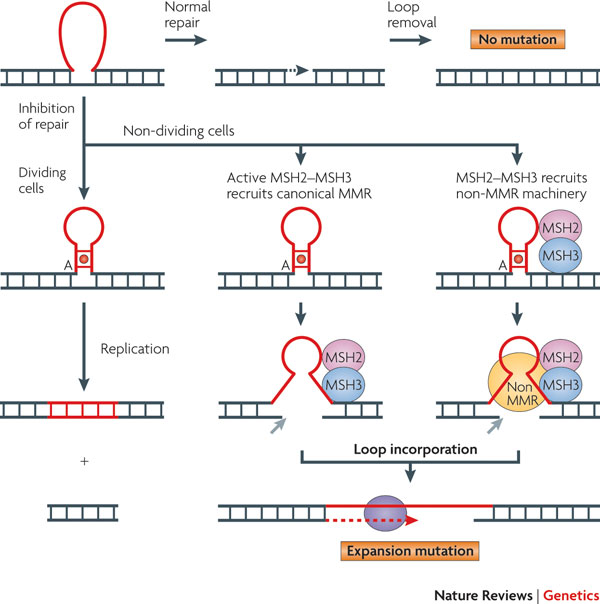 Normal
repair
Loop
removal
No mutation
Inhibition
of repair
Non-dividing cells
Dividing
cells
Active MSH2–MSH3
recruits canonical MMR
MSH2–MSH3 recruits
non-MMR machinery
A
A
A
MSH2
MSH3
Replication
MSH2
MSH3
Non
MMR
MSH2
MSH3
Loop incorporation
+
Expansion mutation
Nature Reviews | Genetics